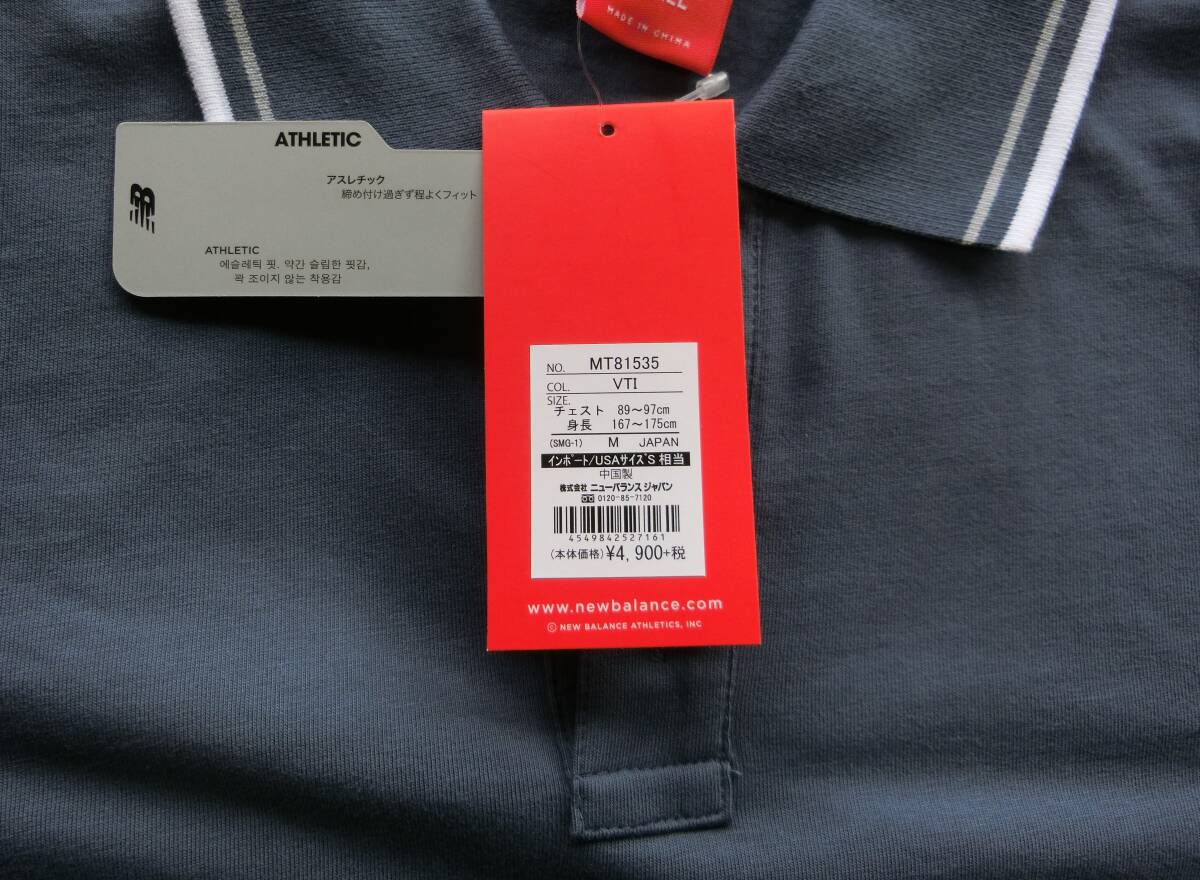 MADE IN CHINA
ATHLETIC
アスレチック
締め付け過ぎず程よくフィット
ATHLETIC
에슬레틱 핏. 약간 슬림한 핏감,
꽉 조이지 않는 착용감
NO. MT81535
COL. VTI
SIZE.
チェスト 89～97cm
身長 167～175cm
(SMG-1) M JAPAN
インポート/USAサイズS 相当
中国製
株式会社 ニューバランス ジャパン
0120-85-7120
4549842527161
(本体価格) ¥4,900+税
www.newbalance.com
© NEW BALANCE ATHLETICS, INC